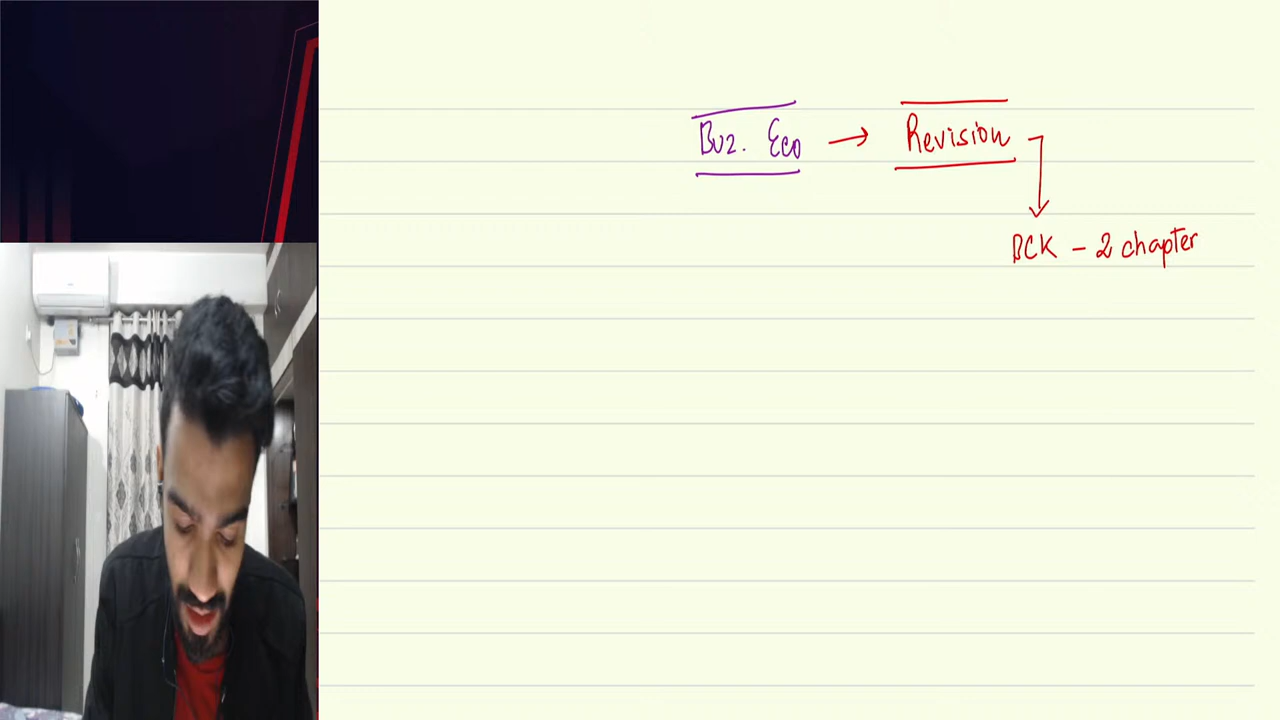 Buz. Eco → Revision
BCK - 2 chapter